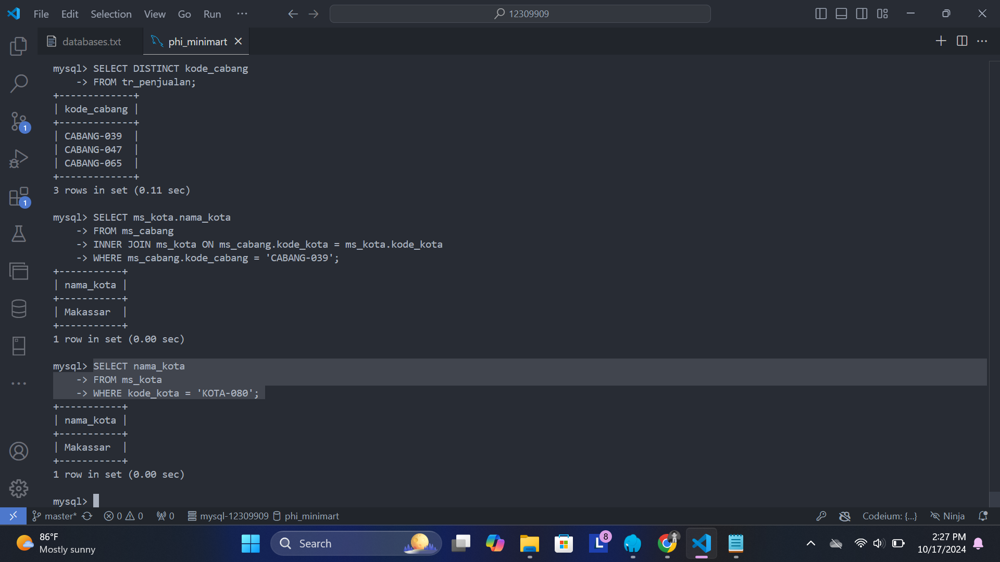 File Edit Selection View Go Run ··· 12309909
databases.txt phi_minimart
mysql> SELECT DISTINCT kode_cabang
    -> FROM tr_penjualan;
+-------------+
| kode_cabang |
+-------------+
| CABANG-039  |
| CABANG-047  |
| CABANG-065  |
+-------------+
3 rows in set (0.11 sec)
mysql> SELECT ms_kota.nama_kota
    -> FROM ms_cabang
    -> INNER JOIN ms_kota ON ms_cabang.kode_kota = ms_kota.kode_kota
    -> WHERE ms_cabang.kode_cabang = 'CABANG-039';
+-----------+
| nama_kota |
+-----------+
| Makassar  |
+-----------+
1 row in set (0.00 sec)
mysql> SELECT nama_kota
    -> FROM ms_kota
    -> WHERE kode_kota = 'KOTA-080';
+-----------+
| nama_kota |
+-----------+
| Makassar  |
+-----------+
1 row in set (0.00 sec)
mysql>
1
1
master* 0 0 0 mysql-12309909 phi_minimart Codeium: {...} Ninja
86°F
Mostly sunny
Search
L 8
2:27 PM
10/17/2024